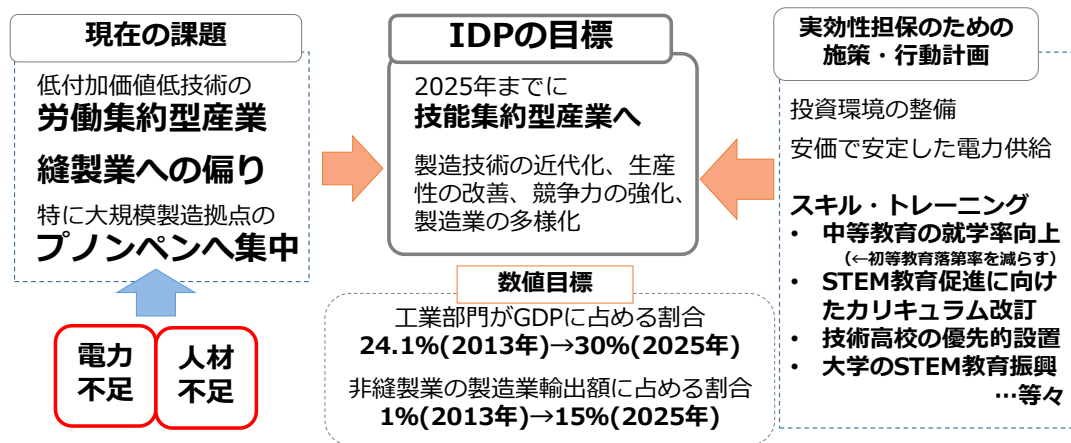 現在の課題
低付加価値低技術の
労働集約型産業
縫製業への偏り
特に大規模製造拠点の
プノンペンへ集中
電力
不足
人材
不足
IDPの目標
2025年までに
技能集約型産業へ
製造技術の近代化、生産
性の改善、競争力の強化、
製造業の多様化
数値目標
工業部門がGDPに占める割合
24.1%(2013年)→30%(2025年)
非縫製業の製造業輸出額に占める割合
1%(2013年)→15%(2025年)
実効性担保のための
施策・行動計画
投資環境の整備
安価で安定した電力供給
スキル・トレーニング
• 中等教育の就学率向上
（←初等教育落第率を減らす）
• STEM教育促進に向け
たカリキュラム改訂
• 技術高校の優先的設置
• 大学のSTEM教育振興
…等々